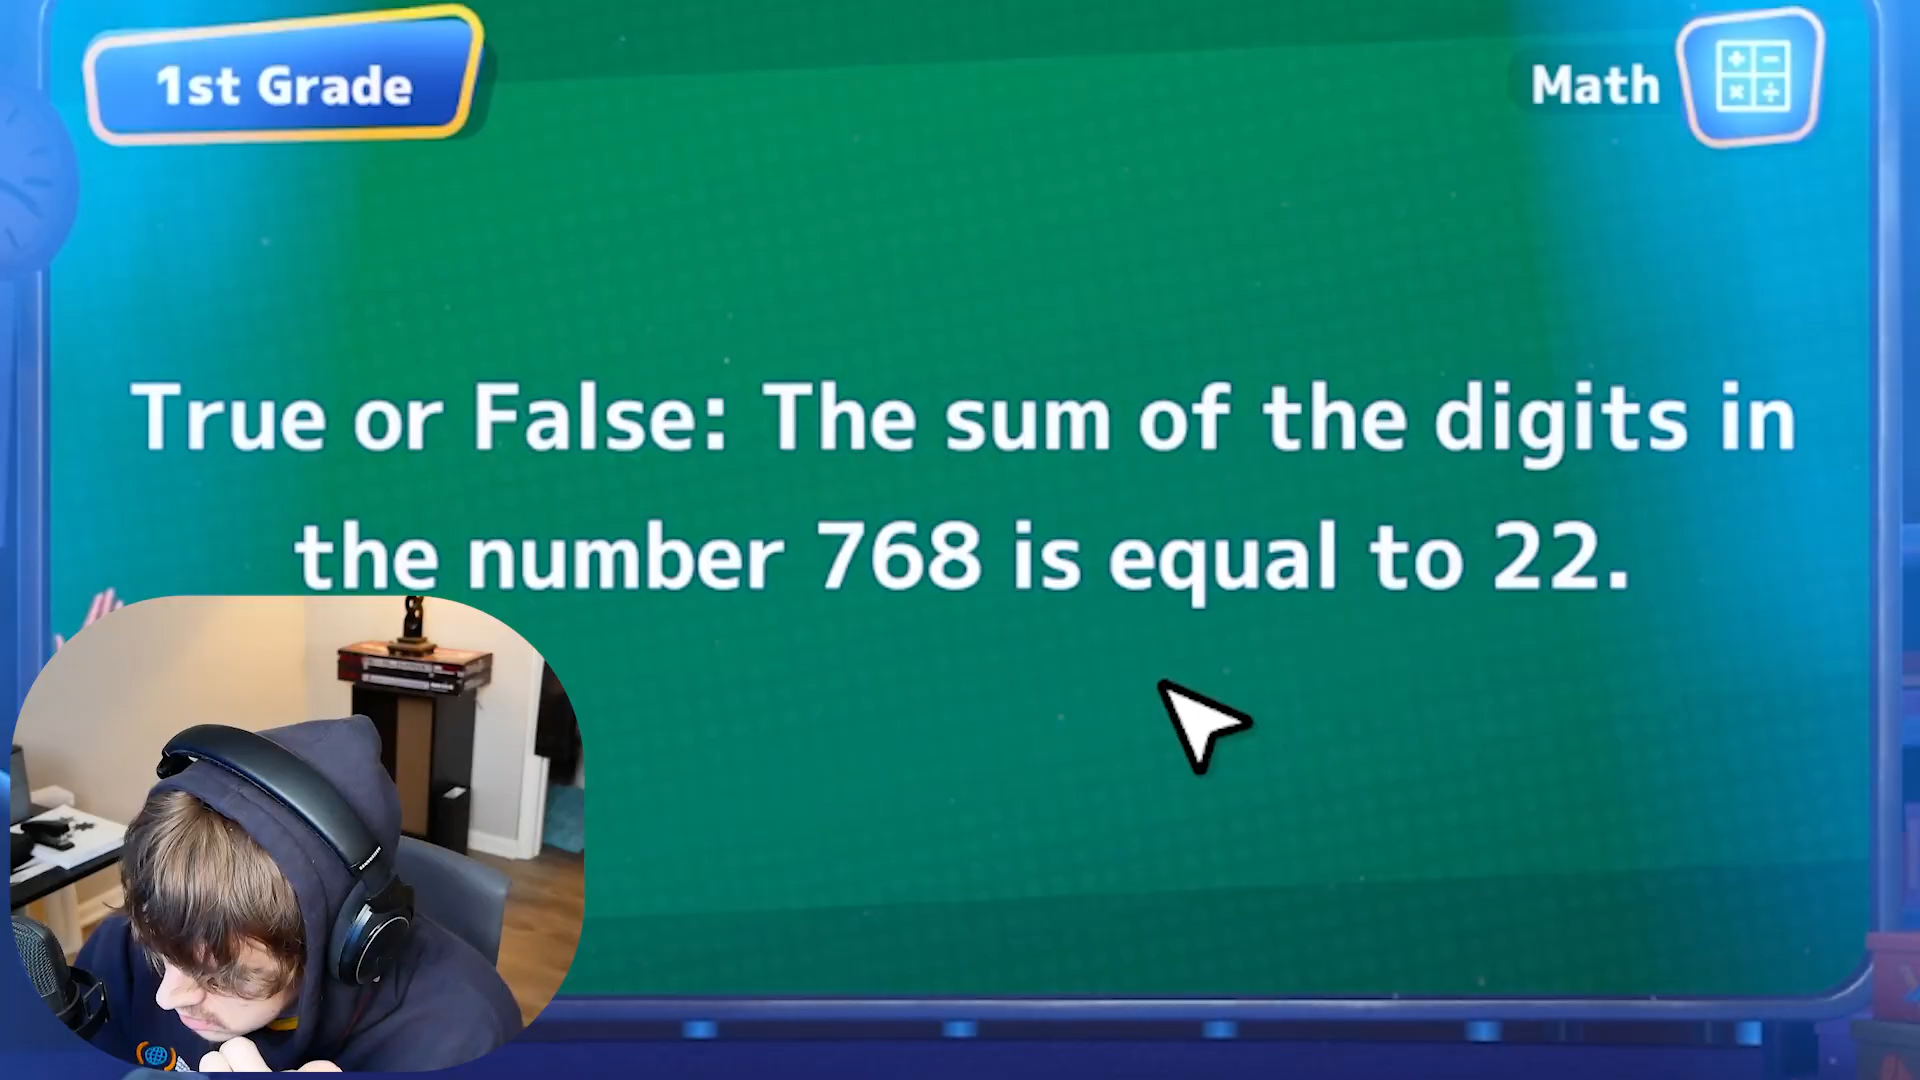 1st Grade
Math
True or False: The sum of the digits in
the number 768 is equal to 22.